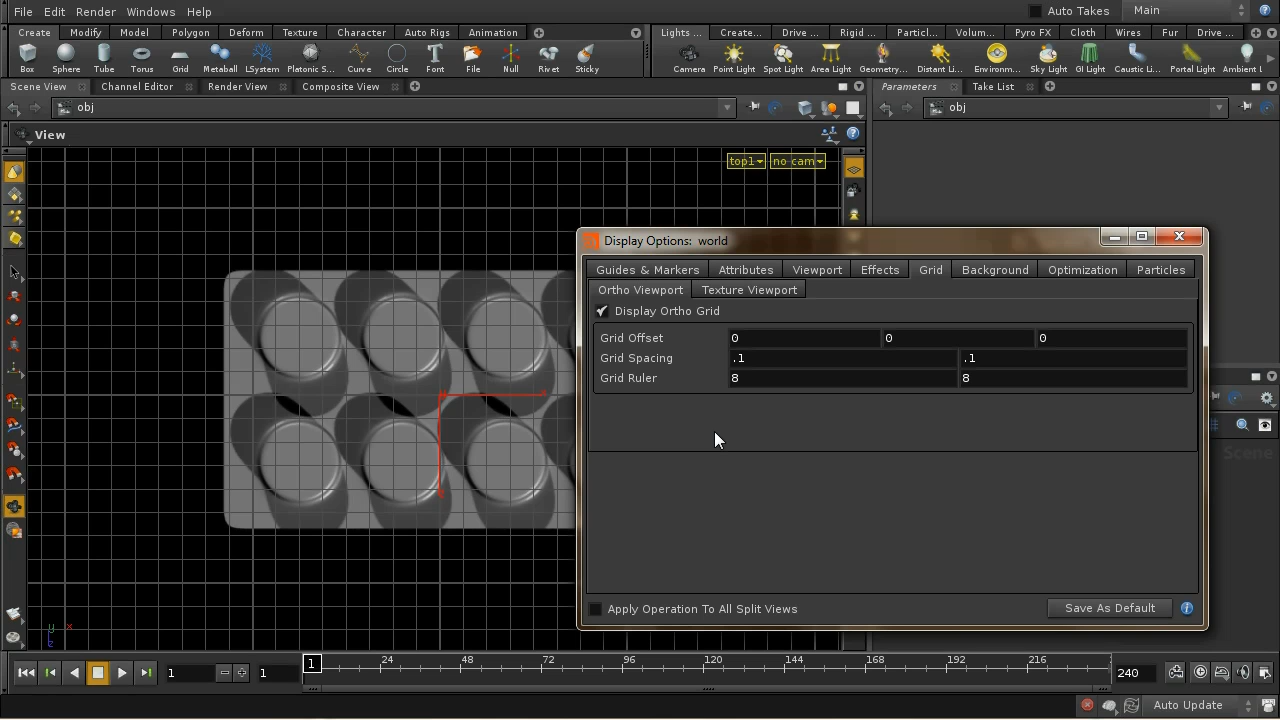 File Edit Render Windows Help Auto Takes Main
Create Modify Model Polygon Deform Texture Character Auto Rigs Animation Lights ... Create... Drive ... Rigid ... Particl... Volum... Pyro FX Cloth Wires Fur Drive ...
Box Sphere Tube Torus Grid Metaball LSystem Platonic S... Curve Circle Font File Null Rivet Sticky Camera Point Light Spot Light Area Light Geometry... Distant Li... Environm... Sky Light GI Light Caustic Li... Portal Light Ambient L
Scene View Channel Editor Render View Composite View Parameters Take List
obj obj
View
top1 no cam
Display Options: world
Guides & Markers Attributes Viewport Effects Grid Background Optimization Particles
Ortho Viewport Texture Viewport
Display Ortho Grid
Grid Offset 0 0 0
Grid Spacing .1 .1
Grid Ruler 8 8
Scene
Apply Operation To All Split Views Save As Default
y x
z
1 1 1 24 48 72 96 120 144 168 192 216 240
Auto Update